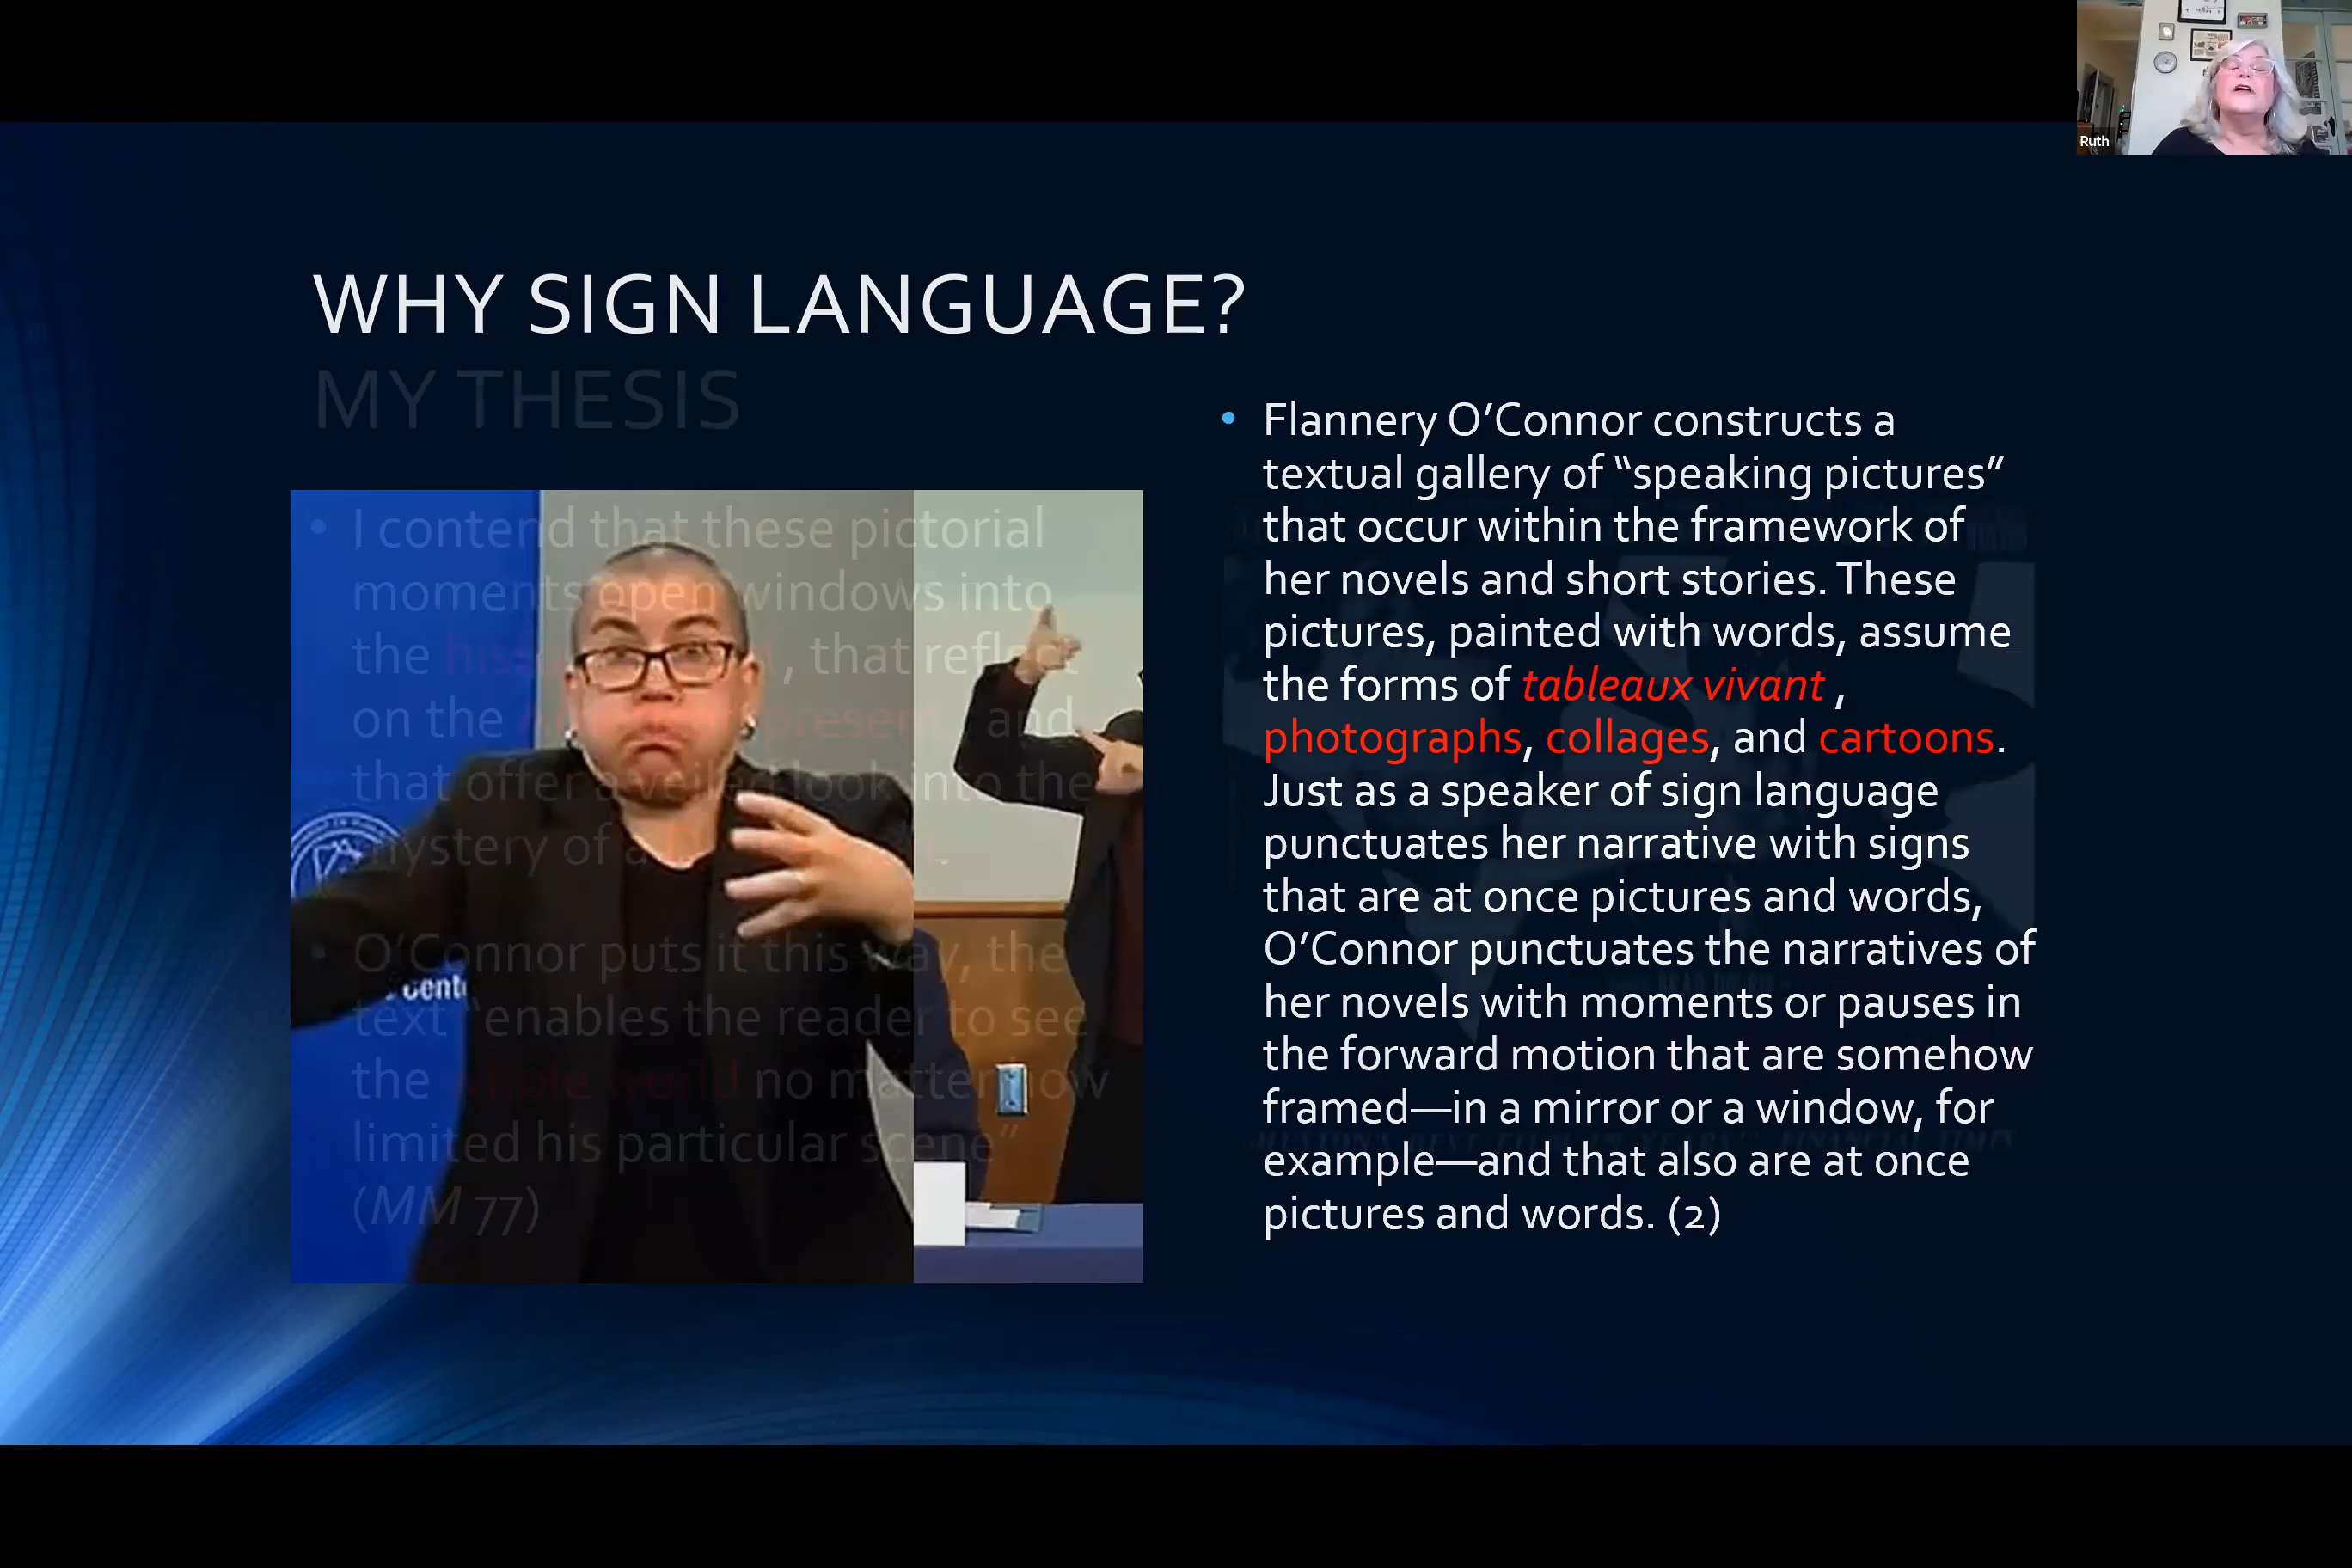 Ruth
WHY SIGN LANGUAGE?
MY THESIS
• I contend that these pictorial
moments open windows into
the , that reflect
on the present, and
that offer a veiled look into the
mystery of a
• O’Connor puts it this way, the
text “enables the reader to see
the whole world no matter how
limited his particular scene”
(MM 77)
• Flannery O’Connor constructs a
textual gallery of “speaking pictures”
that occur within the framework of
her novels and short stories. These
pictures, painted with words, assume
the forms of tableaux vivant ,
photographs, collages, and cartoons.
Just as a speaker of sign language
punctuates her narrative with signs
that are at once pictures and words,
O’Connor punctuates the narratives of
her novels with moments or pauses in
the forward motion that are somehow
framed—in a mirror or a window, for
example—and that also are at once
pictures and words. (2)